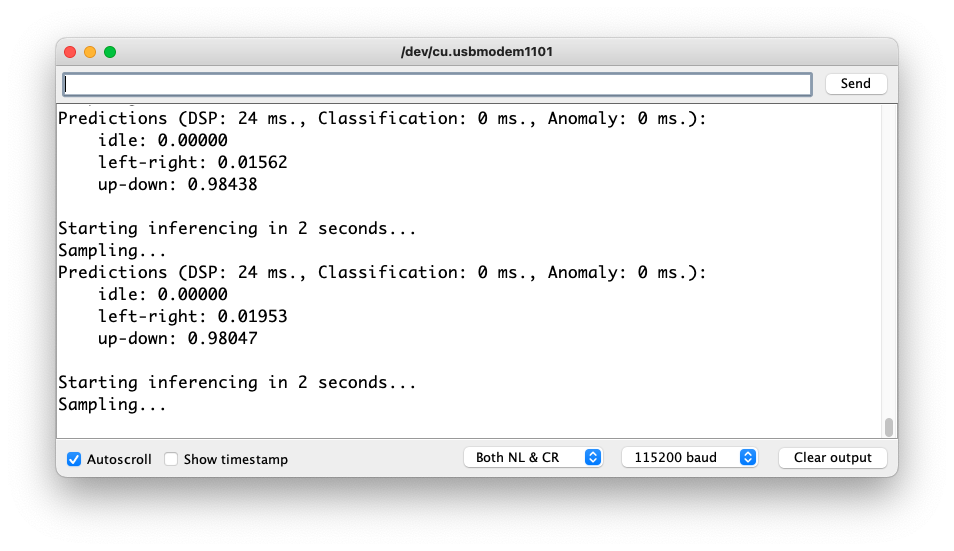 /dev/cu.usbmodem1101
Send
Predictions (DSP: 24 ms., Classification: 0 ms., Anomaly: 0 ms.):
    idle: 0.00000
    left-right: 0.01562
    up-down: 0.98438

Starting inferencing in 2 seconds...
Sampling...
Predictions (DSP: 24 ms., Classification: 0 ms., Anomaly: 0 ms.):
    idle: 0.00000
    left-right: 0.01953
    up-down: 0.98047

Starting inferencing in 2 seconds...
Sampling...
Autoscroll Show timestamp Both NL & CR 115200 baud Clear output